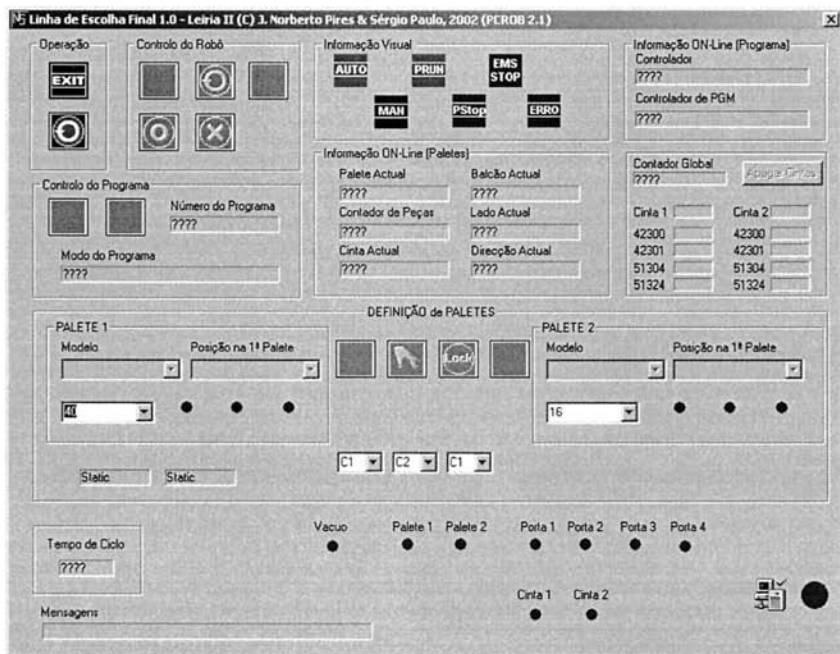 Linha de Escolha Final 1.0 - Leiria II (C) J. Norberto Pires & Sérgio Paulo, 2002 (PCROB 2.1)
Operação
EXIT
Controlo do Robô
Informação Visual
AUTO
PRUN
EMS STOP
MAN
PStop
ERRO
Informação ON-Line (Programa)
Controlador
????
Controlador de PGM
????
Controlo do Programa
Número do Programa
????
Modo do Programa
????
Informação ON-Line (Paletes)
Palete Actual
Balcão Actual
????
????
Contador de Peças
Lado Actual
????
????
Cinta Actual
Direcção Actual
????
????
Contador Global
????
Apagar Cintas
Cinta 1
Cinta 2
42300
42300
42301
42301
51304
51304
51324
51324
DEFINIÇÃO de PALETES
PALETE 1
Modelo
Posição na 1ª Palete
40
Lock
PALETE 2
Modelo
Posição na 1ª Palete
16
Static
Static
C1
C2
C1
Vacuo
Palete 1
Palete 2
Porta 1
Porta 2
Porta 3
Porta 4
Tempo de Ciclo
????
Cinta 1
Cinta 2
Mensagens